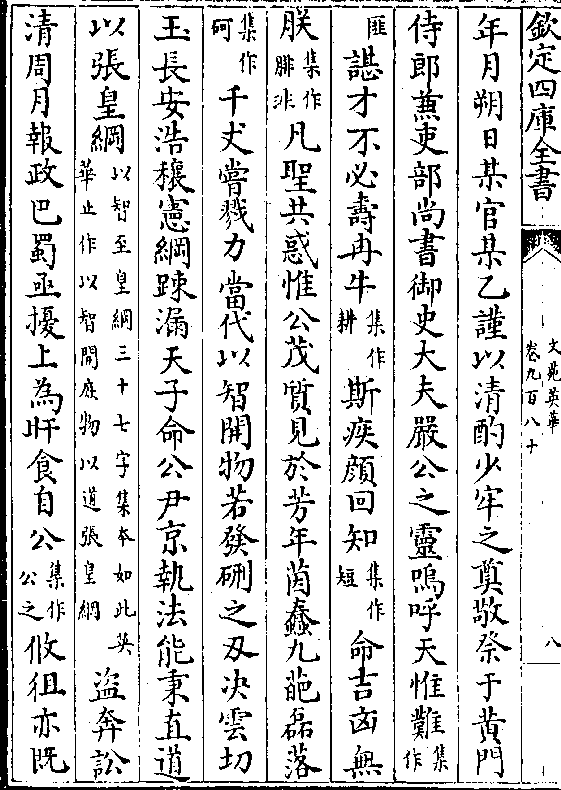 欽定四庫全書
文苑英華
卷九百八十
八
年月朔日某官某乙謹以清酌少牢之奠敬祭于黄門
侍郎兼吏部尚書御史大夫嚴公之靈嗚呼天惟難集作
匪諶才不必壽冉牛集作耕斯疾顔回知集作短命吉凶無
朕集作腓非凡聖共惑惟公茂質見於芳年菌蠢九葩磊落
集作砢千丈嘗戮力當代以智開物若發硎之刃决雲切
玉長安浩穰憲綱踈漏天子命公尹京執法能秉直道
以張皇綱以智至皇綱三十七字集本如此英華止作以智開庶物以道張皇綱盜奔訟
清周月報政巴蜀亟擾上為旰食自公集作公之攸徂亦既